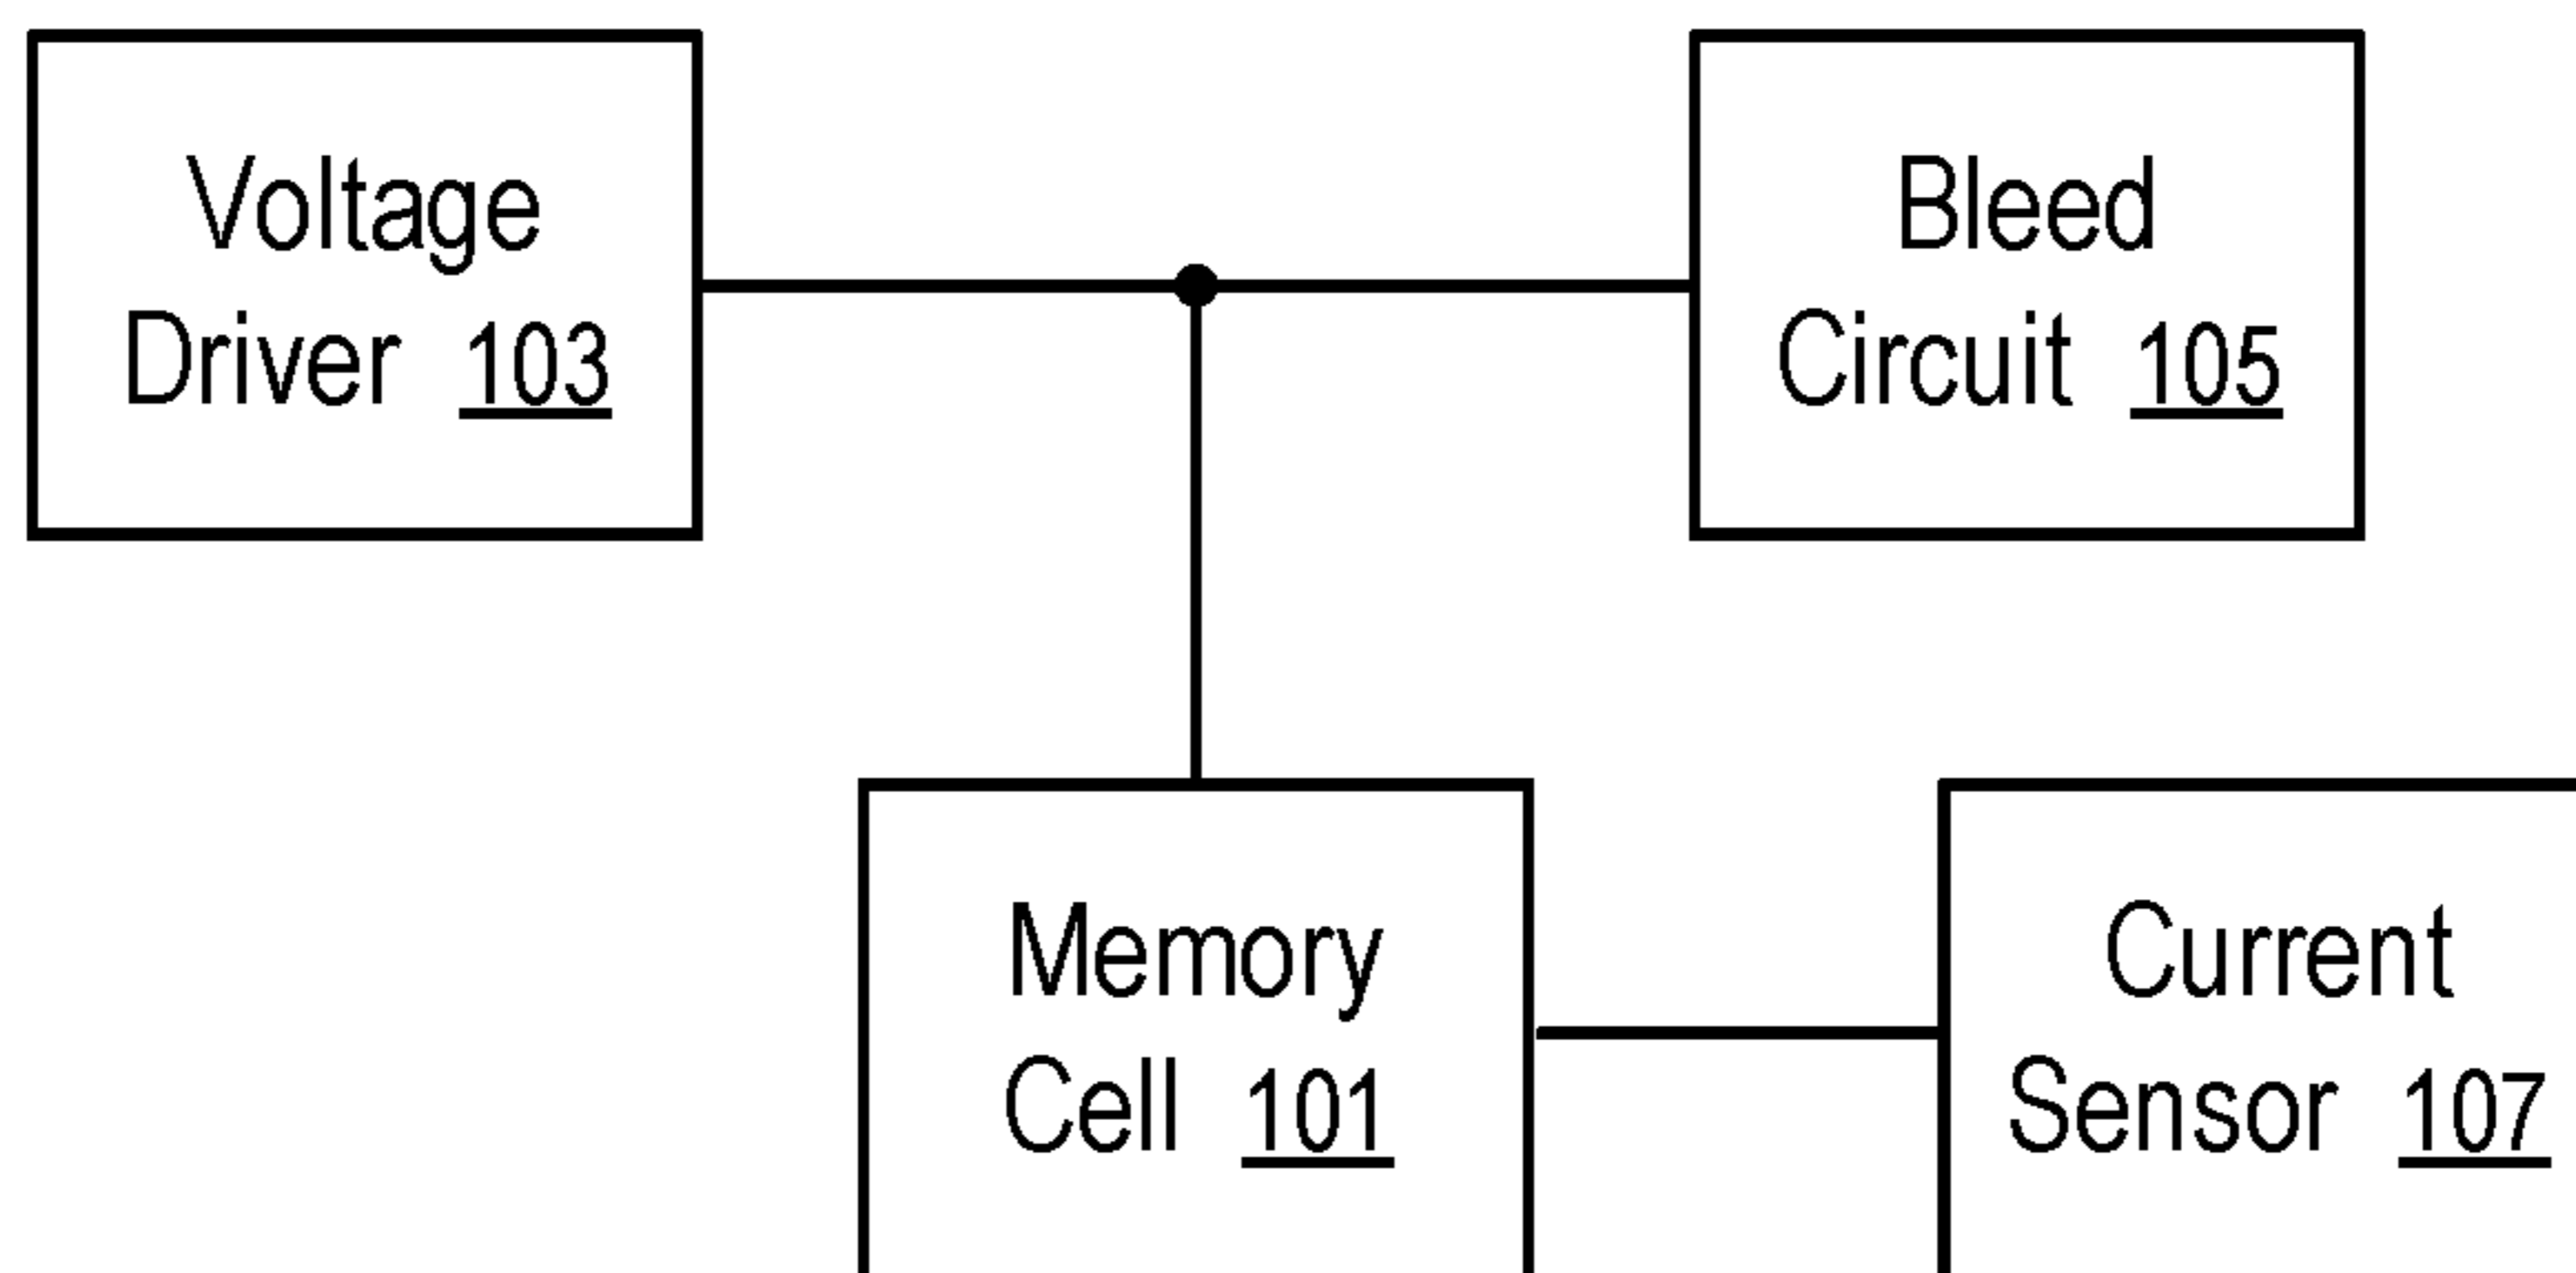 Voltage
Driver 103
Bleed
Circuit 105
Memory
Cell 101
Current
Sensor 107